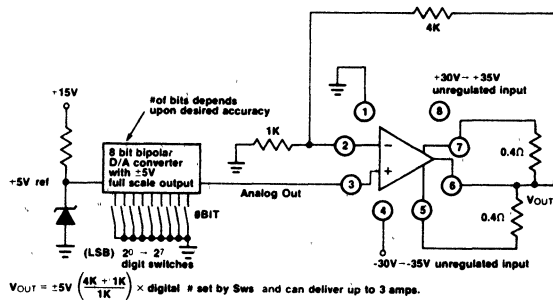 4K
+15V
#of bits depends
upon desired accuracy
1
+30V→ +35V
unregulated input
8
1K
2
−
7
8 bit bipolar
D/A converter
with ±5V
full scale output
0.4Ω
+5V ref
Analog Out
3
+
6
VOUT
8BIT
4
5
0.4Ω
(LSB) 2⁰ → 2⁷
digit switches
-30V→-35V unregulated input
VOUT = ±5V (4K + 1K / 1K) × digital # set by Sws and can deliver up to 3 amps.